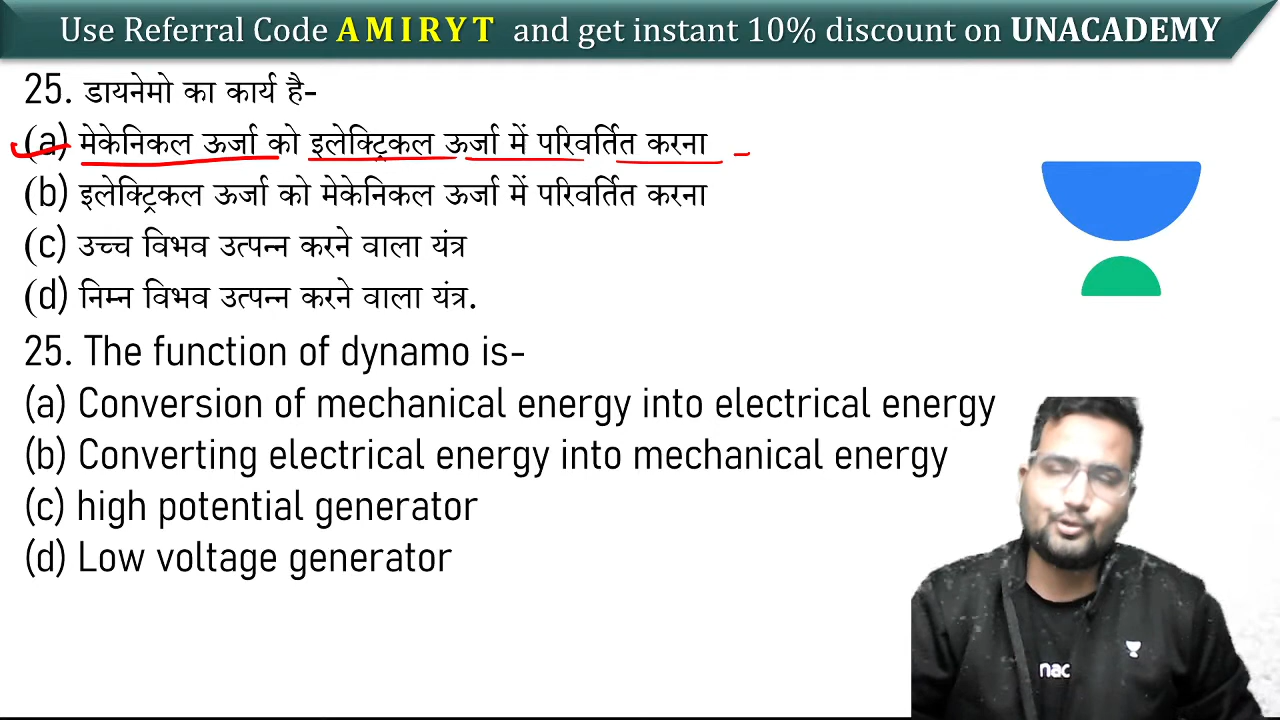 Use Referral Code AMIRYT and get instant 10% discount on UNACADEMY
25. डायनेमो का कार्य है-
(a) मेकेनिकल ऊर्जा को इलेक्ट्रिकल ऊर्जा में परिवर्तित करना
(b) इलेक्ट्रिकल ऊर्जा को मेकेनिकल ऊर्जा में परिवर्तित करना
(c) उच्च विभव उत्पन्न करने वाला यंत्र
(d) निम्न विभव उत्पन्न करने वाला यंत्र.
25. The function of dynamo is-
(a) Conversion of mechanical energy into electrical energy
(b) Converting electrical energy into mechanical energy
(c) high potential generator
(d) Low voltage generator
nac